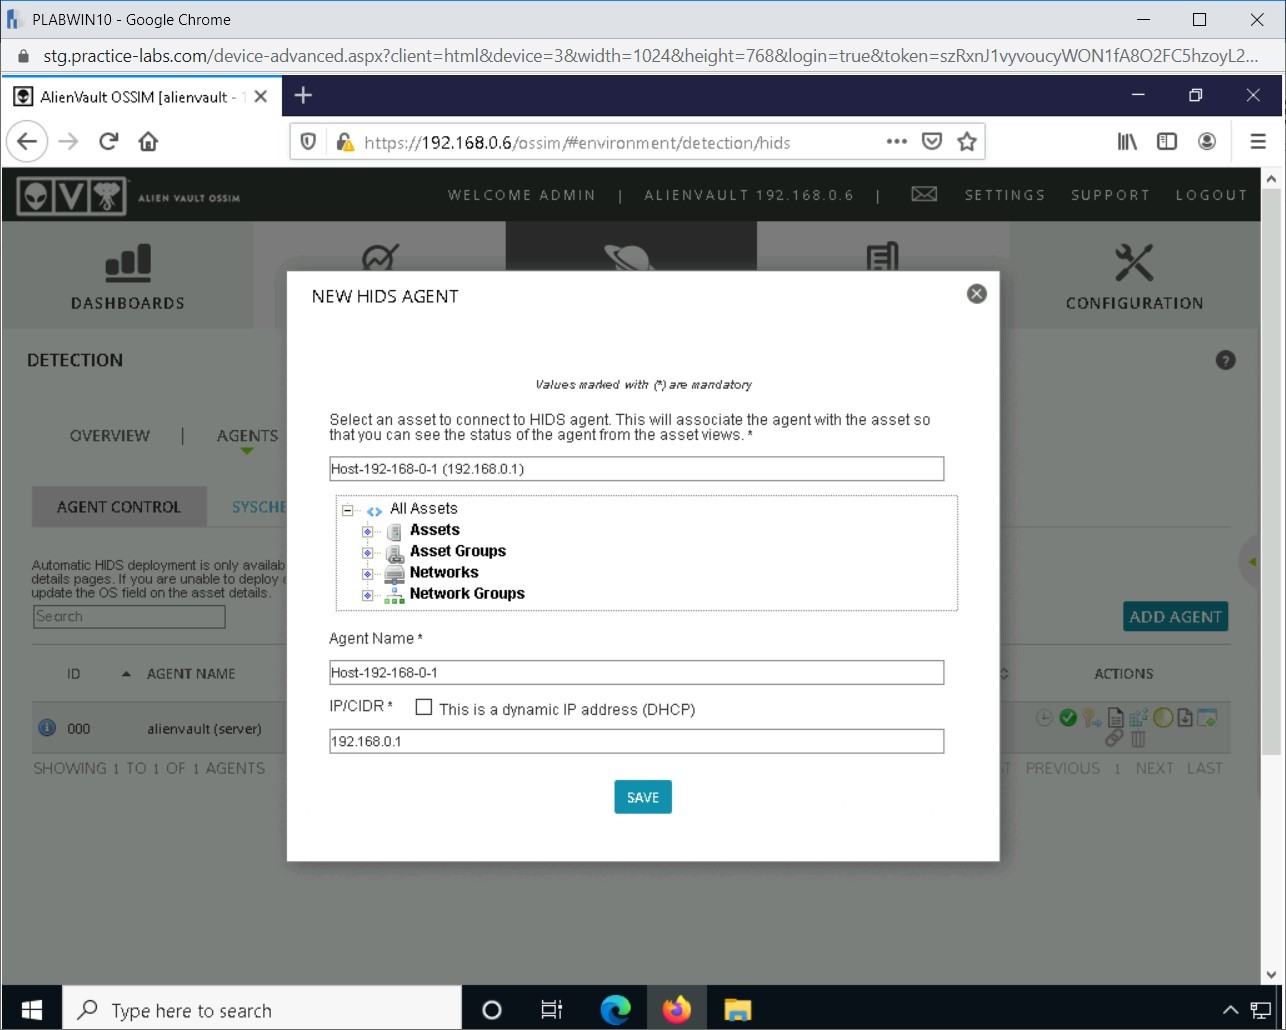 PLABWIN10 - Google Chrome
stg.practice-labs.com/device-advanced.aspx?client=html&device=3&width=1024&height=768&login=true&token=szRxnJ1vyvoucyWON1fA8O2FC5hzoyL2...
AlienVault OSSIM [alienvault -
https://192.168.0.6/ossim/#environment/detection/hids
ALIEN VAULT OSSIM
WELCOME ADMIN | ALIENVAULT 192.168.0.6 | SETTINGS SUPPORT LOGOUT
DASHBOARDS
CONFIGURATION
NEW HIDS AGENT
DETECTION
Values marked with (*) are mandatory
Select an asset to connect to HIDS agent. This will associate the agent with the asset so
that you can see the status of the agent from the asset views. *
OVERVIEW | AGENTS
Host-192-168-0-1 (192.168.0.1)
AGENT CONTROL SYSCHE
All Assets
Assets
Asset Groups
Networks
Network Groups
Automatic HIDS deployment is only availab
details pages. If you are unable to deploy a
update the OS field on the asset details.
Search
ADD AGENT
Agent Name *
Host-192-168-0-1
ID AGENT NAME ACTIONS
IP/CIDR * This is a dynamic IP address (DHCP)
192.168.0.1
000 alienvault (server)
SHOWING 1 TO 1 OF 1 AGENTS
ST PREVIOUS 1 NEXT LAST
SAVE
Type here to search